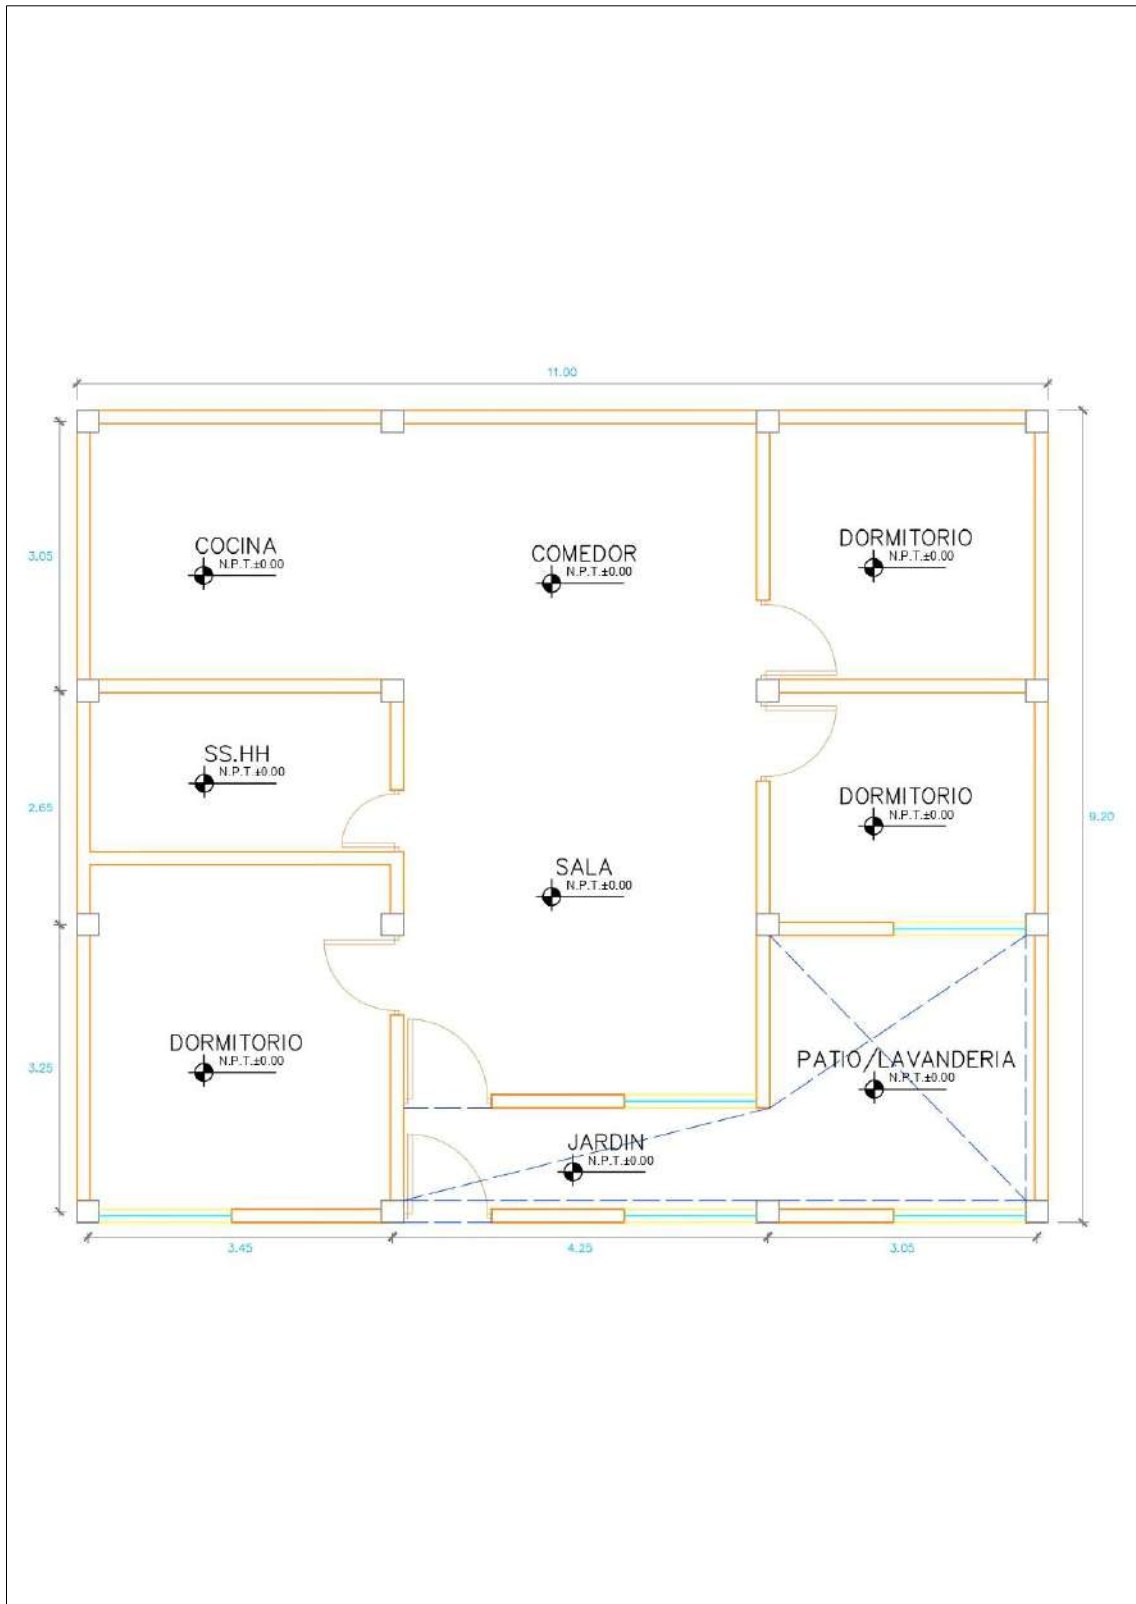 11.00
DORMITORIO
N.P.T.±0.00
COCINA
N.P.T.±0.00
COMEDOR
N.P.T.±0.00
3.05
SS.HH
N.P.T.±0.00
DORMITORIO
N.P.T.±0.00
2.65
9.20
SALA
N.P.T.±0.00
DORMITORIO
N.P.T.±0.00
3.25
PATIO/LAVANDERIA
N.P.T.±0.00
JARDIN
N.P.T.±0.00
3.45
4.25
3.05